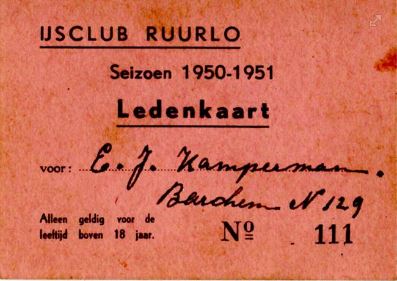 IJSCLUB RUURLO
Seizoen 1950-1951
Ledenkaart
voor: E. J. Kamperman.
Barchem N 129
Alleen geldig voor de
leeftijd boven 18 jaar.
Nº 111